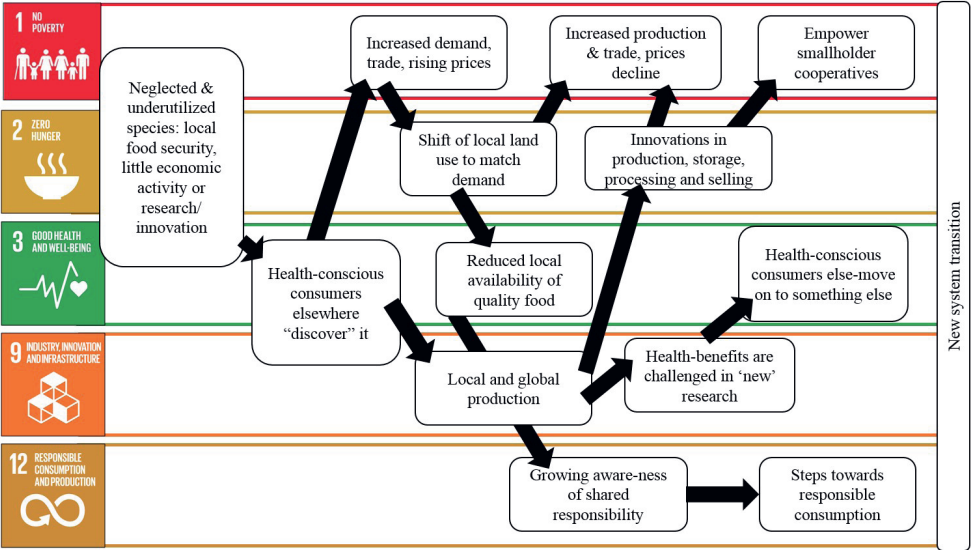 1 NO
POVERTY
Neglected &
underutilized
species: local
food security,
little economic
activity or
research/
innovation
Increased demand,
trade, rising prices
Increased production
& trade, prices
decline
Empower
smallholder
cooperatives
2 ZERO
HUNGER
Shift of local land
use to match
demand
Innovations in
production, storage,
processing and selling
3 GOOD HEALTH
AND WELL-BEING
Health-conscious
consumers
elsewhere
“discover” it
Reduced local
availability of
quality food
Health-conscious
consumers else-move
on to something else
9 INDUSTRY, INNOVATION
AND INFRASTRUCTURE
Local and global
production
Health-benefits are
challenged in ‘new’
research
12 RESPONSIBLE
CONSUMPTION
AND PRODUCTION
Growing aware-ness
of shared
responsibility
Steps towards
responsible
consumption
New system transition